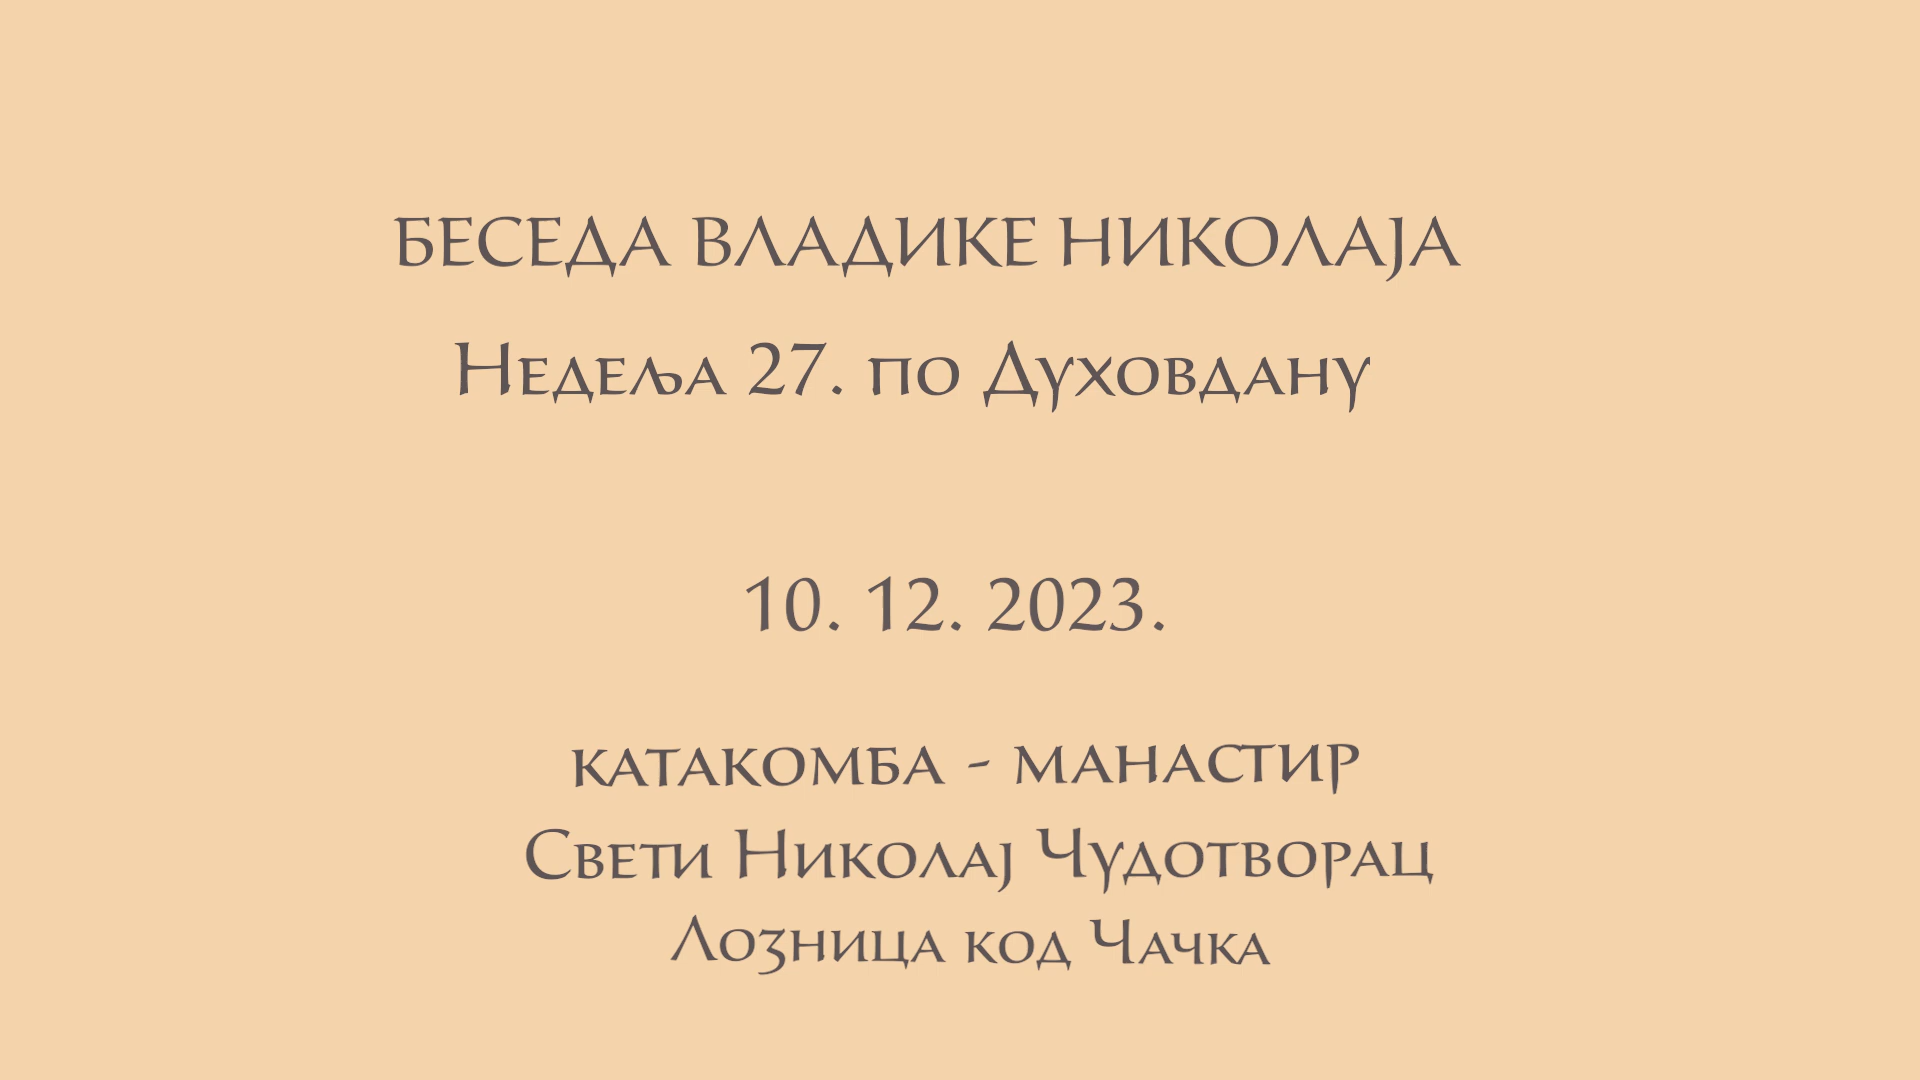 БЕСЕДА ВЛАДИКЕ НИКОЛАЈА
Недеља 27. по Духовдану
10. 12. 2023.
катакомба - манастир
Свети Николај Чудотворац
Лозница код Чачка